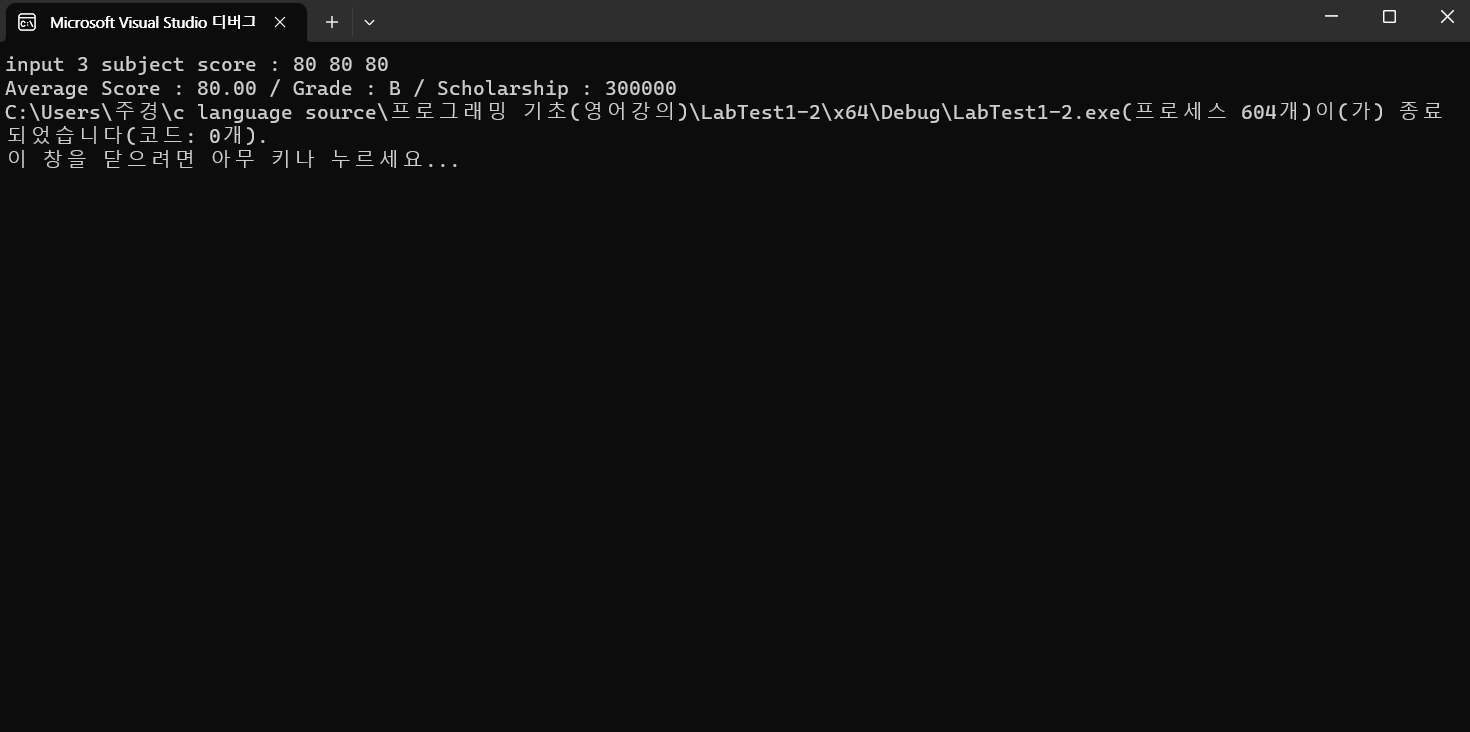 Microsoft Visual Studio 디버그
input 3 subject score : 80 80 80
Average Score : 80.00 / Grade : B / Scholarship : 300000
C:\Users\주경\c language source\프로그래밍 기초(영어강의)\LabTest1-2\x64\Debug\LabTest1-2.exe(프로세스 604개)이(가) 종료
되었습니다(코드: 0개).
이 창을 닫으려면 아무 키나 누르세요...